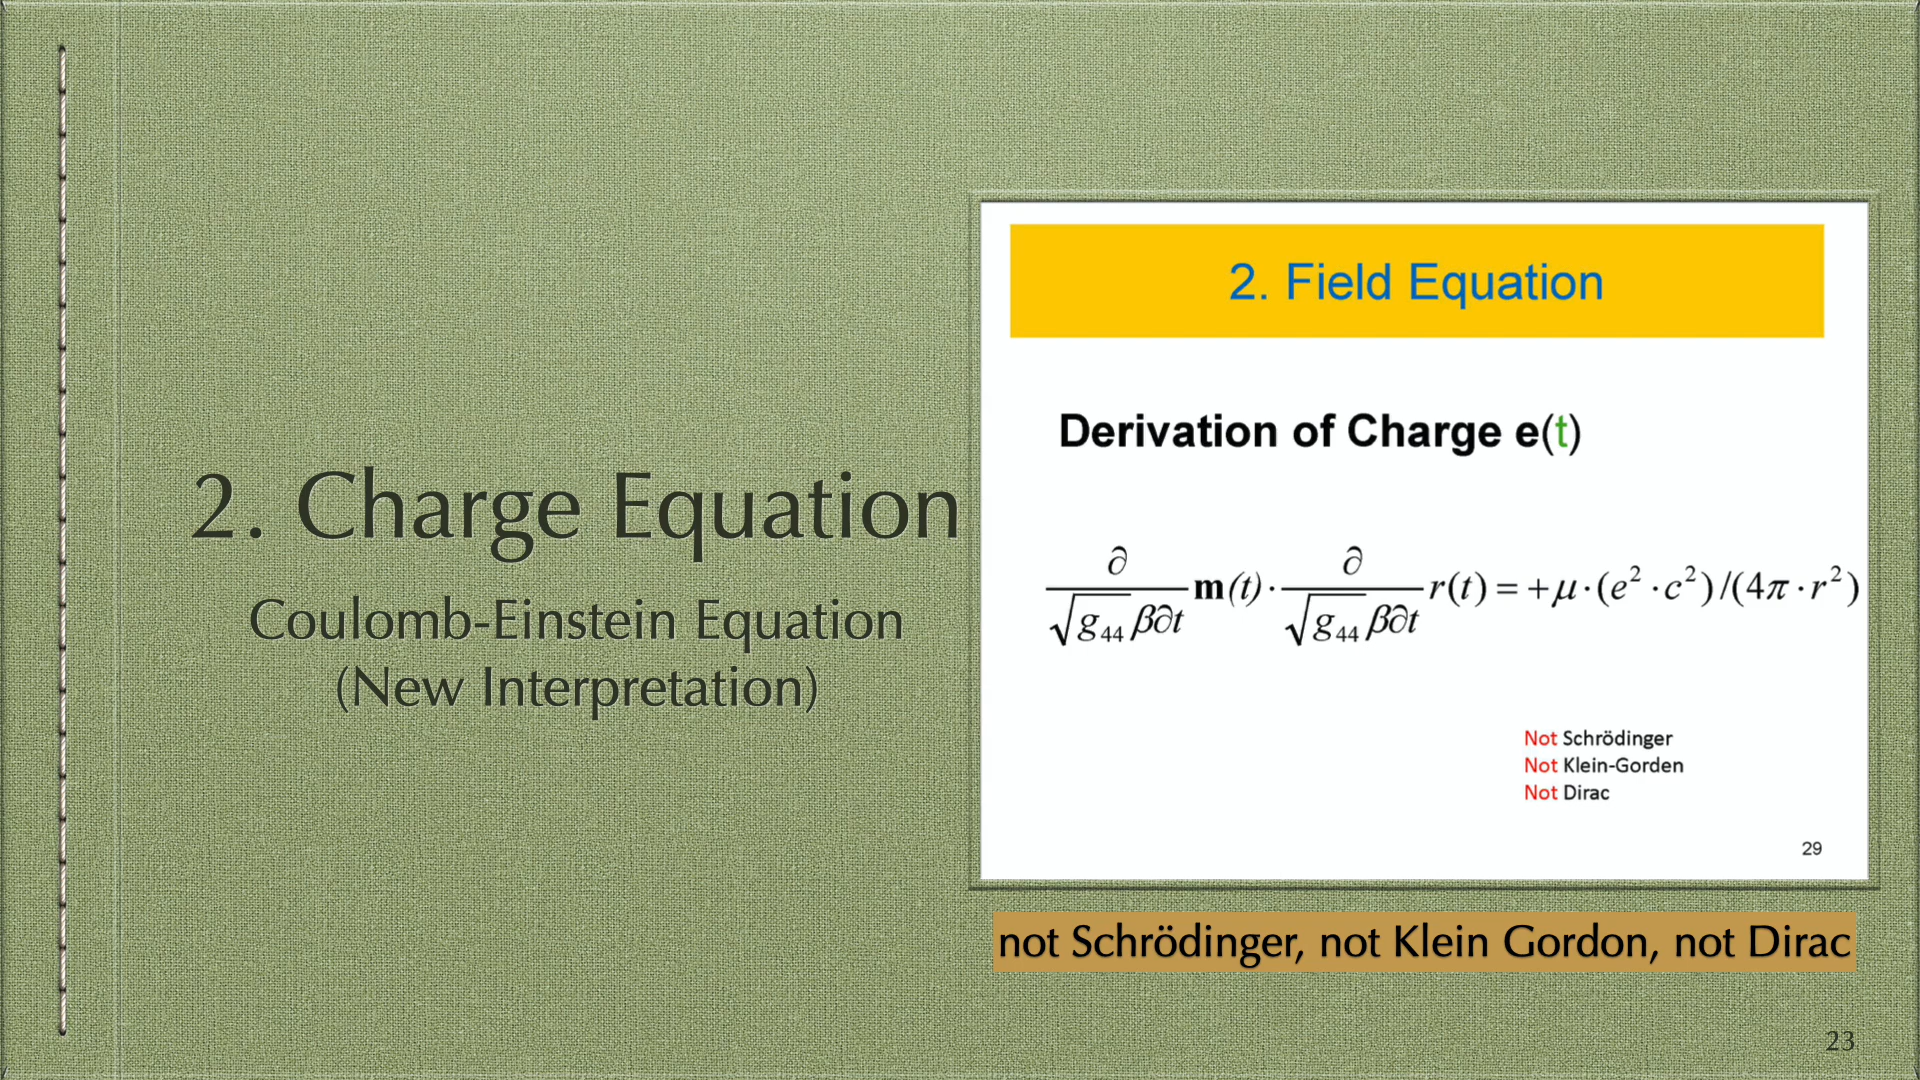 2. Charge Equation
Coulomb-Einstein Equation
(New Interpretation)
2. Field Equation
Derivation of Charge e(t)
∂/(√g₄₄ β∂t) m(t) · ∂/(√g₄₄ β∂t) r(t) = +μ·(e²·c²)/(4π·r²)
Not Schrödinger
Not Klein-Gorden
Not Dirac
29
not Schrödinger, not Klein Gordon, not Dirac
23